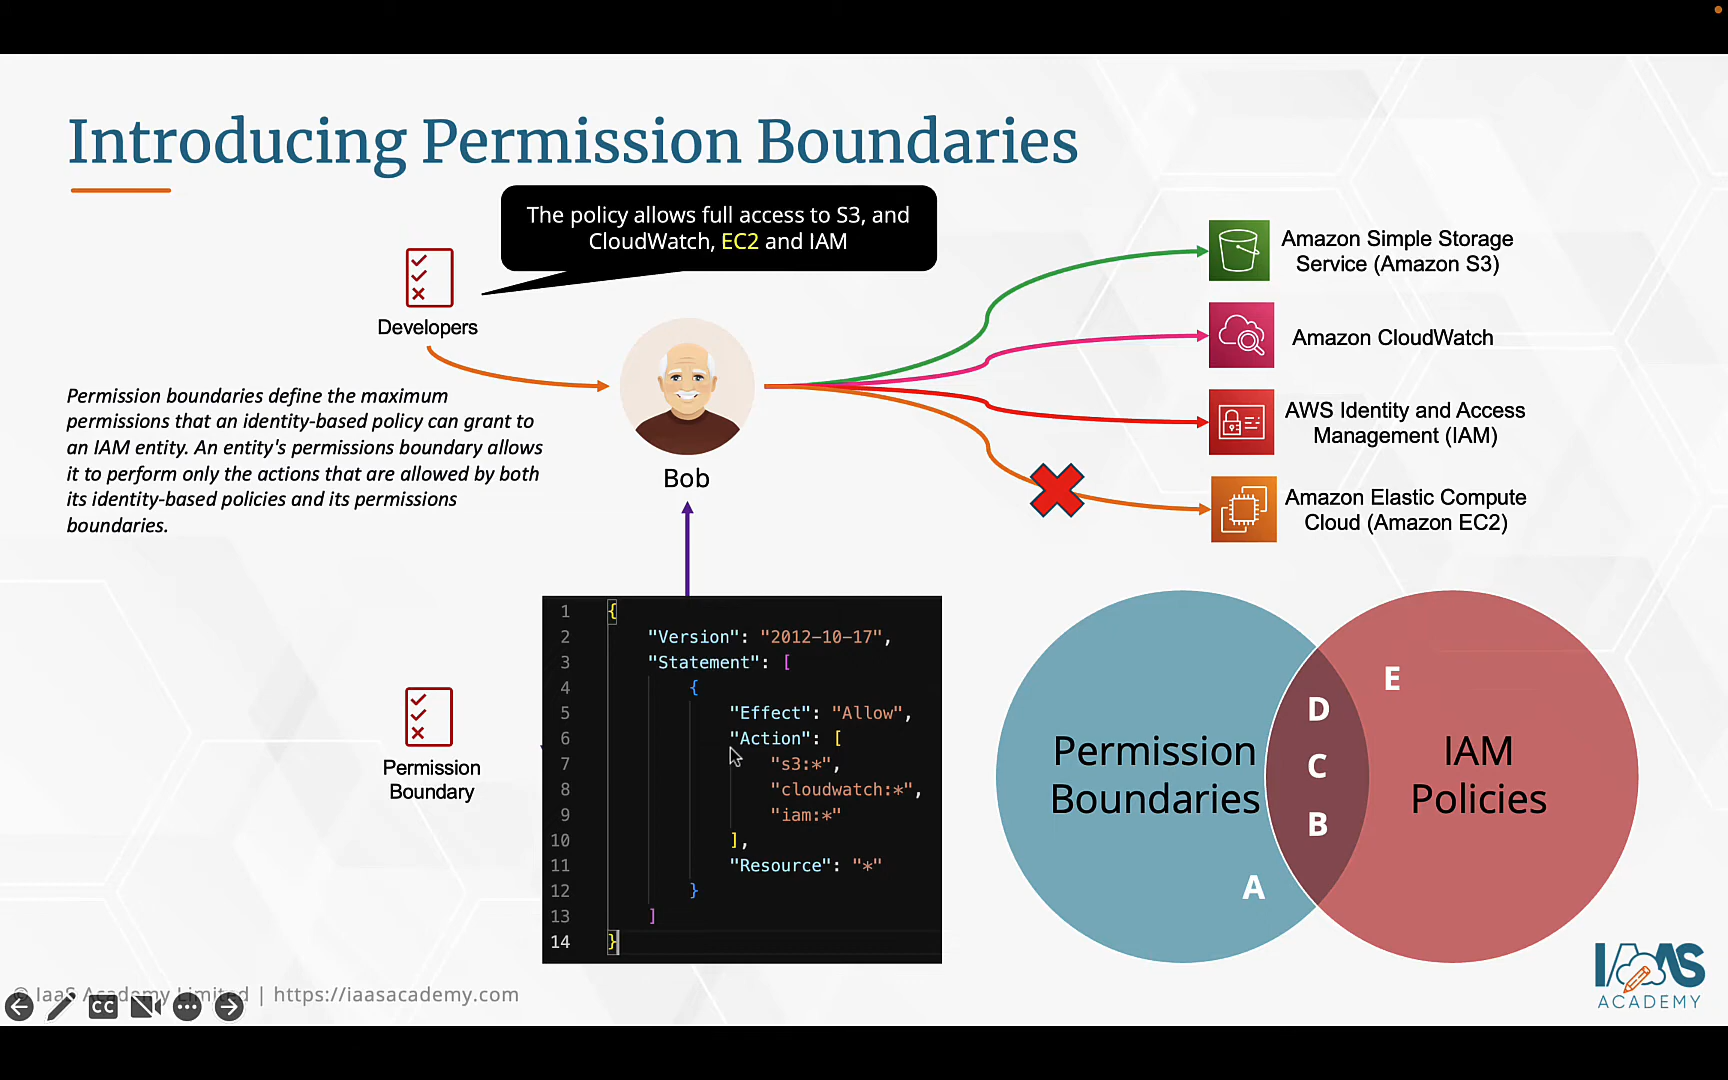 Introducing Permission Boundaries
The policy allows full access to S3, and
CloudWatch, EC2 and IAM
Developers
Permission boundaries define the maximum
permissions that an identity-based policy can grant to
an IAM entity. An entity's permissions boundary allows
it to perform only the actions that are allowed by both
its identity-based policies and its permissions
boundaries.
Bob
Amazon Simple Storage
Service (Amazon S3)
Amazon CloudWatch
AWS Identity and Access
Management (IAM)
Amazon Elastic Compute
Cloud (Amazon EC2)
Permission
Boundary
1 {
2 "Version": "2012-10-17",
3 "Statement": [
4 {
5 "Effect": "Allow",
6 "Action": [
7 "s3:*",
8 "cloudwatch:*",
9 "iam:*"
10 ],
11 "Resource": "*"
12 }
13 ]
14 }
Permission
Boundaries
A
D
C
B
E
IAM
Policies
© IaaS Academy Limited | https://iaasacademy.com
CC
IAAS
ACADEMY